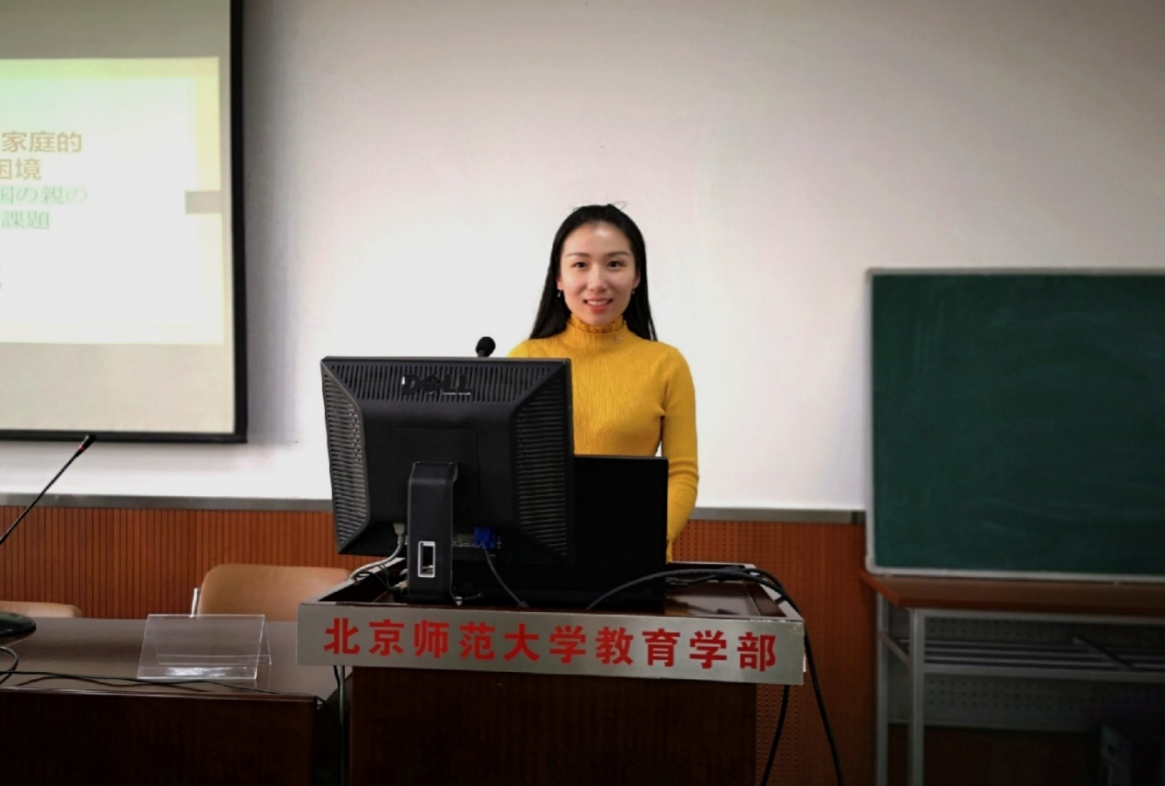 家庭的
困境
国の親の
課題
DELL
北京师范大学教育学部